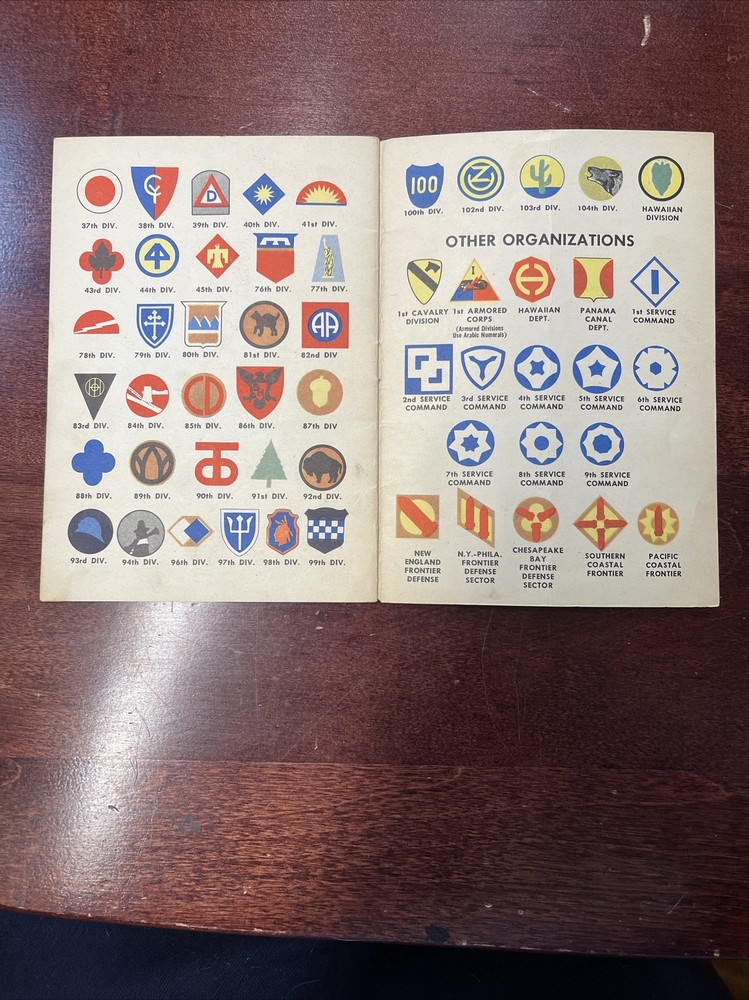 37th DIV. 38th DIV. 39th DIV. 40th DIV. 41st DIV.
D
43rd DIV. 44th DIV. 45th DIV. 76th DIV. 77th DIV.
78th DIV. 79th DIV. 80th DIV. 81st DIV. 82nd DIV.
AA
83rd DIV. 84th DIV. 85th DIV. 86th DIV. 87th DIV
88th DIV. 89th DIV. 90th DIV. 91st DIV. 92nd DIV.
93rd DIV. 94th DIV. 96th DIV. 97th DIV. 98th DIV. 99th DIV.
100
100th DIV. 102nd DIV. 103rd DIV. 104th DIV. HAWAIIAN
DIVISION
OTHER ORGANIZATIONS
I
1st CAVALRY
DIVISION
1st ARMORED
CORPS
(Armored Divisions
Use Arabic Numerals)
HAWAIIAN
DEPT.
PANAMA
CANAL
DEPT.
1st SERVICE
COMMAND
2nd SERVICE
COMMAND
3rd SERVICE
COMMAND
4th SERVICE
COMMAND
5th SERVICE
COMMAND
6th SERVICE
COMMAND
7th SERVICE
COMMAND
8th SERVICE
COMMAND
9th SERVICE
COMMAND
NEW
ENGLAND
FRONTIER
DEFENSE
N.Y.-PHILA.
FRONTIER
DEFENSE
SECTOR
CHESAPEAKE
BAY
FRONTIER
DEFENSE
SECTOR
SOUTHERN
COASTAL
FRONTIER
PACIFIC
COASTAL
FRONTIER